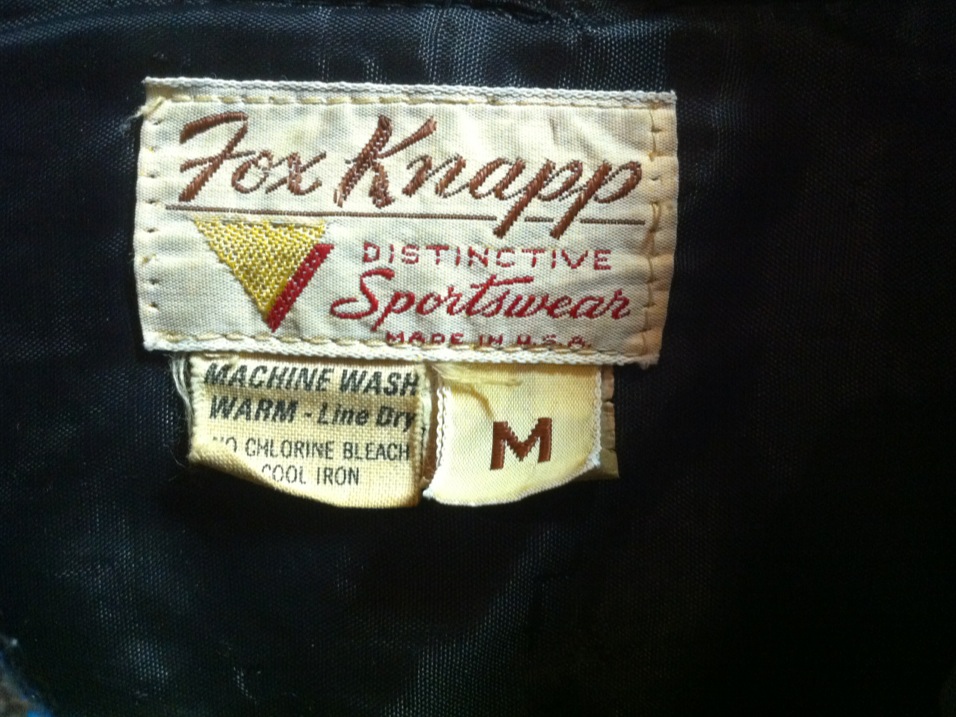 Fox Knapp
DISTINCTIVE
Sportswear
MADE IN U.S.A.
MACHINE WASH
WARM - Line Dry
NO CHLORINE BLEACH
COOL IRON
M